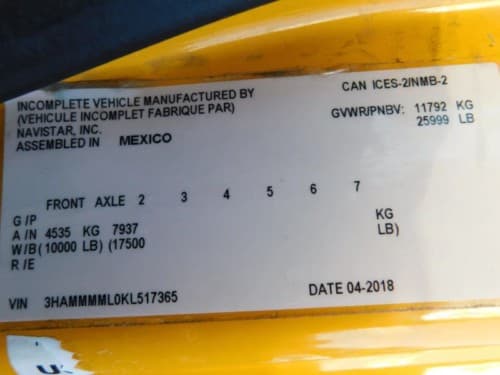 INCOMPLETE VEHICLE MANUFACTURED BY
(VEHICULE INCOMPLET FABRIQUE PAR)
NAVISTAR, INC.
ASSEMBLED IN MEXICO
CAN ICES-2/NMB-2
GVWR/PNBV: 11792 KG
25999 LB
FRONT AXLE 2 3 4 5 6 7
G/P
A/N 4535 KG 7937 KG
W/B (10000 LB) (17500 LB)
R/E
VIN 3HAMMMML0KL517365
DATE 04-2018